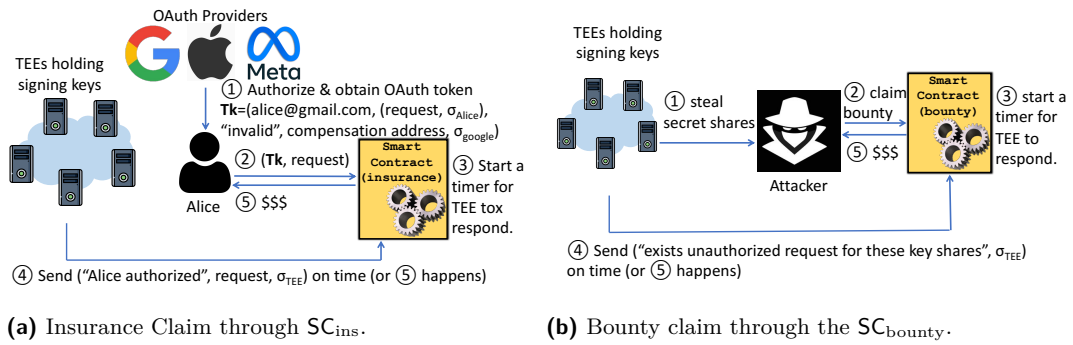 OAuth Providers
Meta
TEEs holding
signing keys
① Authorize & obtain OAuth token
Tk=(alice@gmail.com, (request, σAlice),
"invalid", compensation address, σgoogle)
② (Tk, request)
⑤ $$$
Alice
Smart
Contract
(insurance)
③ Start a
timer for
TEE tox
respond.
④ Send ("Alice authorized", request, σTEE) on time (or ⑤ happens)
(a) Insurance Claim through SCins.
TEEs holding
signing keys
① steal
secret shares
Attacker
② claim
bounty
⑤ $$$
Smart
Contract
(bounty)
③ start a
timer for
TEE to
respond.
④ Send ("exists unauthorized request for these key shares", σTEE)
on time (or ⑤ happens)
(b) Bounty claim through the SCbounty.